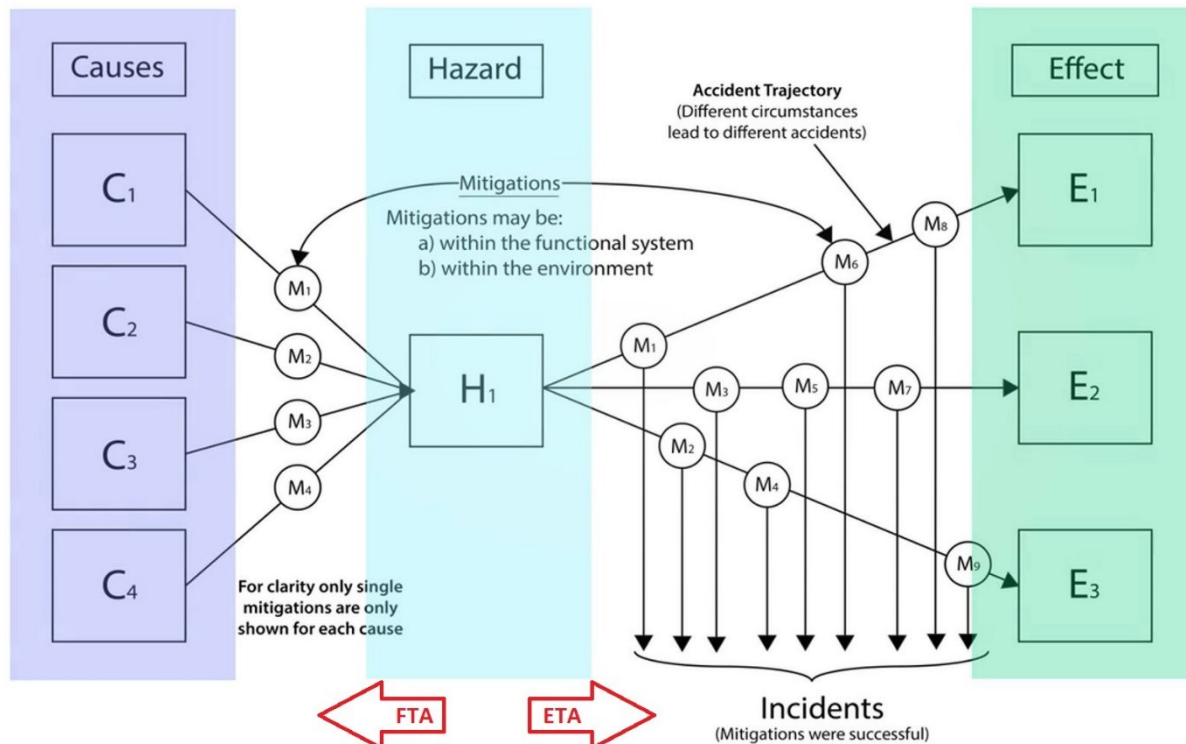 Causes
Hazard
Effect
Accident Trajectory
(Different circumstances
lead to different accidents)
C1
C2
C3
C4
Mitigations
Mitigations may be:
a) within the functional system
b) within the environment
M1
M2
M3
M4
For clarity only single
mitigations are only
shown for each cause
H1
M1
M6
M8
M3
M5
M7
M2
M4
M9
E1
E2
E3
FTA
ETA
Incidents
(Mitigations were successful)